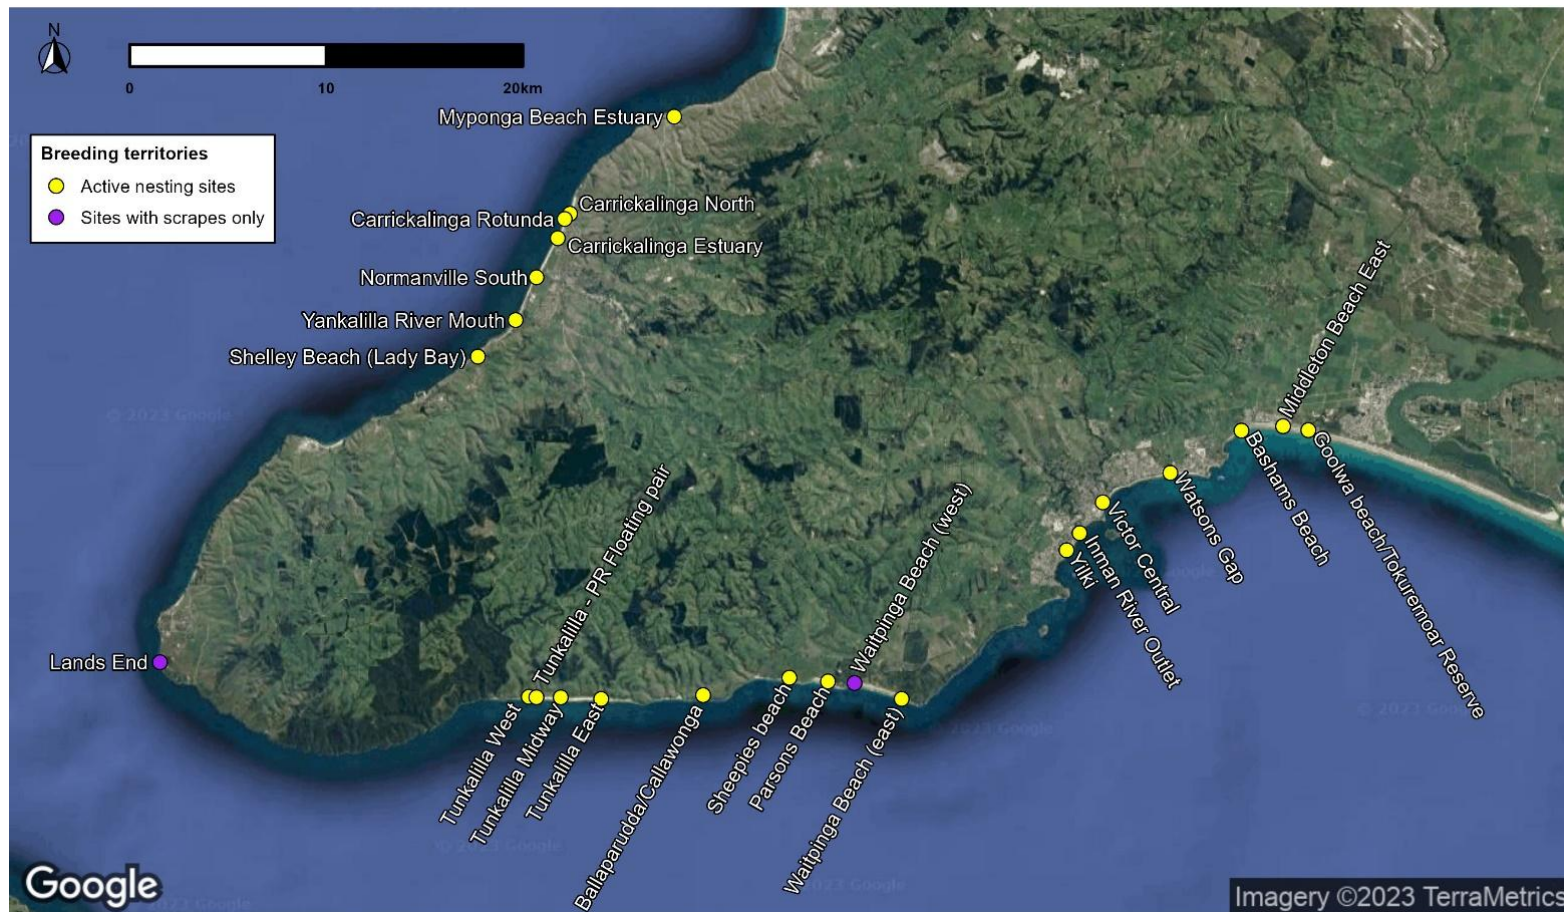 N
0 10 20km
Breeding territories
Active nesting sites
Sites with scrapes only
Myponga Beach Estuary
Carrickalinga North
Carrickalinga Rotunda
Carrickalinga Estuary
Normanville South
Yankalilla River Mouth
Shelley Beach (Lady Bay)
Lands End
Tunkalilla West
Tunkalilla - PR Floating pair
Tunkalilla Midway
Tunkalilla East
Ballaparudda/Callawonga
Sheepies beach
Parsons Beach
Waitpinga Beach (west)
Waitpinga Beach (east)
Yilki
Inman River Outlet
Victor Central
Watsons Gap
Bashams Beach
Middleton Beach East
Goolwa beach/Tokuremoar Reserve
© 2023 Google
© 2023 Google
© 2023 Google
Google
Imagery ©2023 TerraMetrics